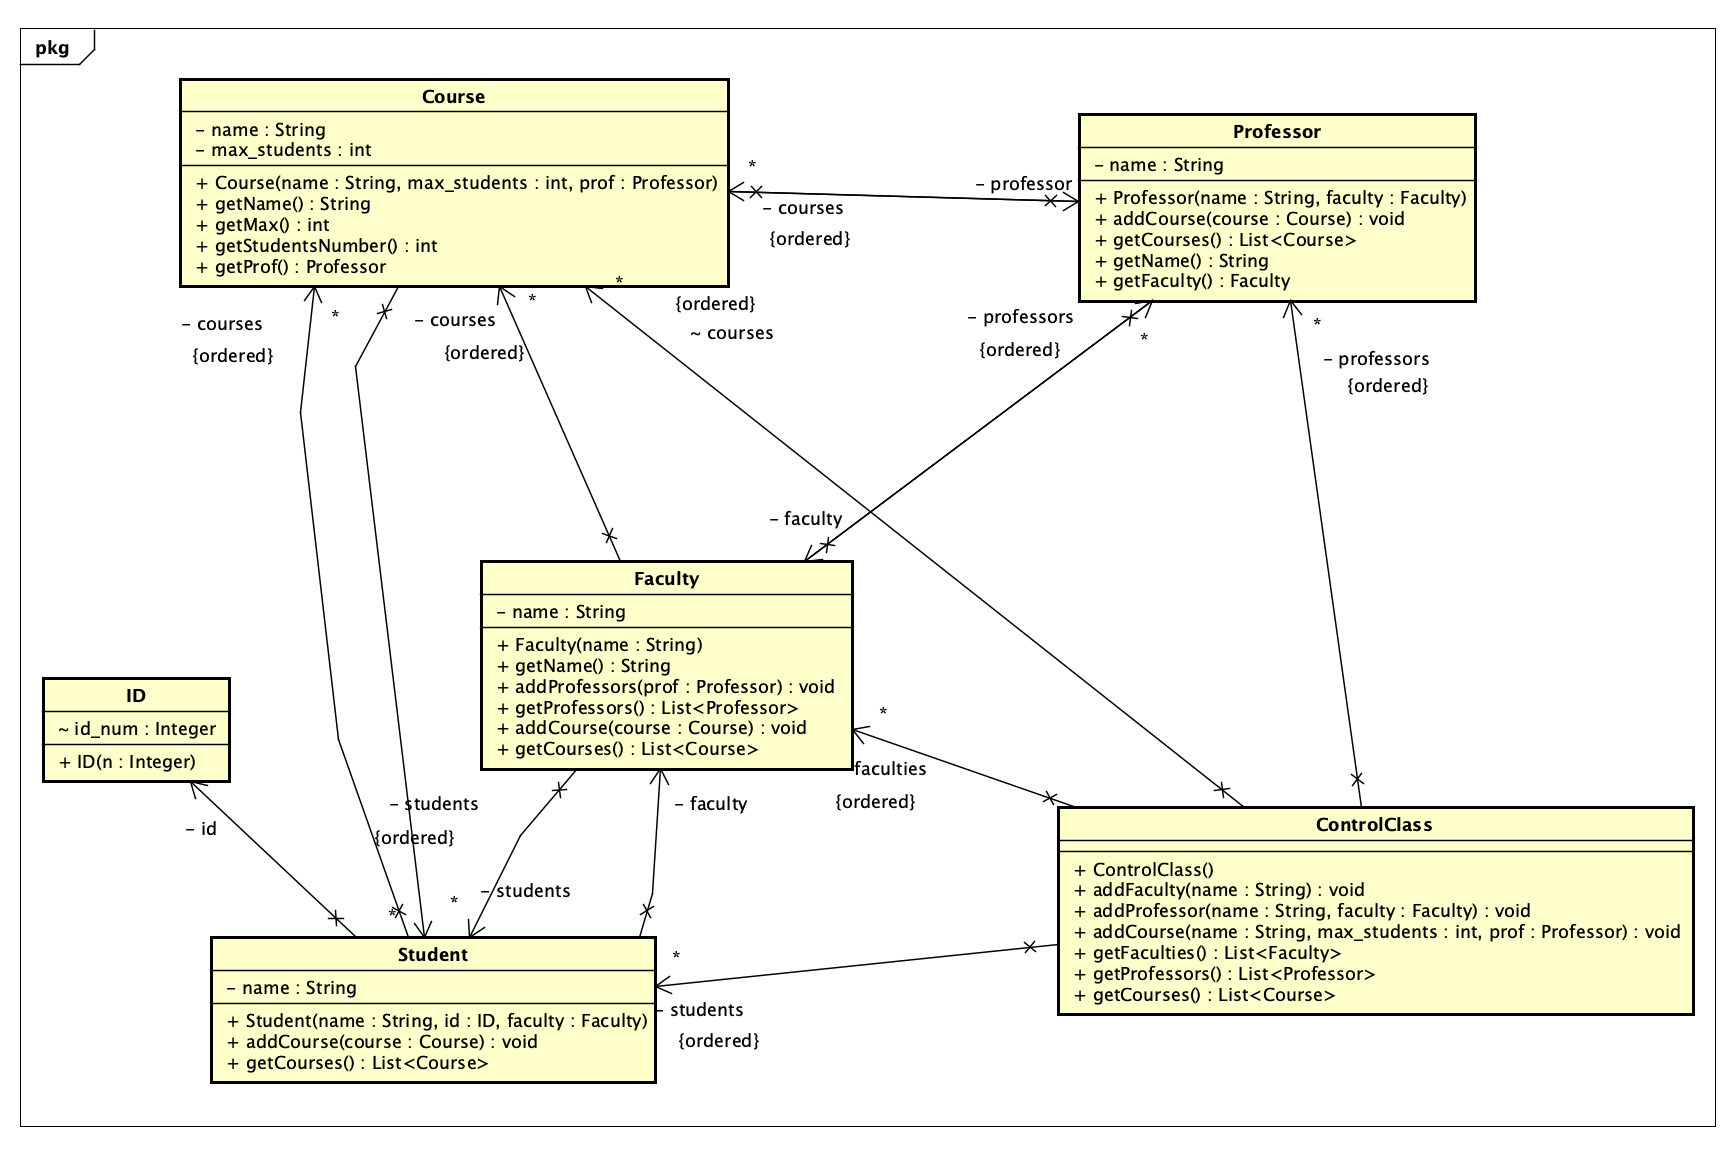 pkg
Course
– name : String
– max_students : int
+ Course(name : String, max_students : int, prof : Professor)
+ getName() : String
+ getMax() : int
+ getStudentsNumber() : int
+ getProf() : Professor
Professor
– name : String
+ Professor(name : String, faculty : Faculty)
+ addCourse(course : Course) : void
+ getCourses() : List<Course>
+ getName() : String
+ getFaculty() : Faculty
*
– courses
{ordered}
– professor
– courses
*
{ordered}
– courses
*
{ordered}
*
{ordered}
~ courses
– professors
{ordered}
*
*
– professors
{ordered}
– faculty
Faculty
– name : String
+ Faculty(name : String)
+ getName() : String
+ addProfessors(prof : Professor) : void
+ getProfessors() : List<Professor>
+ addCourse(course : Course) : void
+ getCourses() : List<Course>
ID
~ id_num : Integer
+ ID(n : Integer)
– id
– students
{ordered}
*
– students
*
– faculty
*
faculties
{ordered}
ControlClass
+ ControlClass()
+ addFaculty(name : String) : void
+ addProfessor(name : String, faculty : Faculty) : void
+ addCourse(name : String, max_students : int, prof : Professor) : void
+ getFaculties() : List<Faculty>
+ getProfessors() : List<Professor>
+ getCourses() : List<Course>
Student
– name : String
+ Student(name : String, id : ID, faculty : Faculty)
+ addCourse(course : Course) : void
+ getCourses() : List<Course>
*
– students
{ordered}